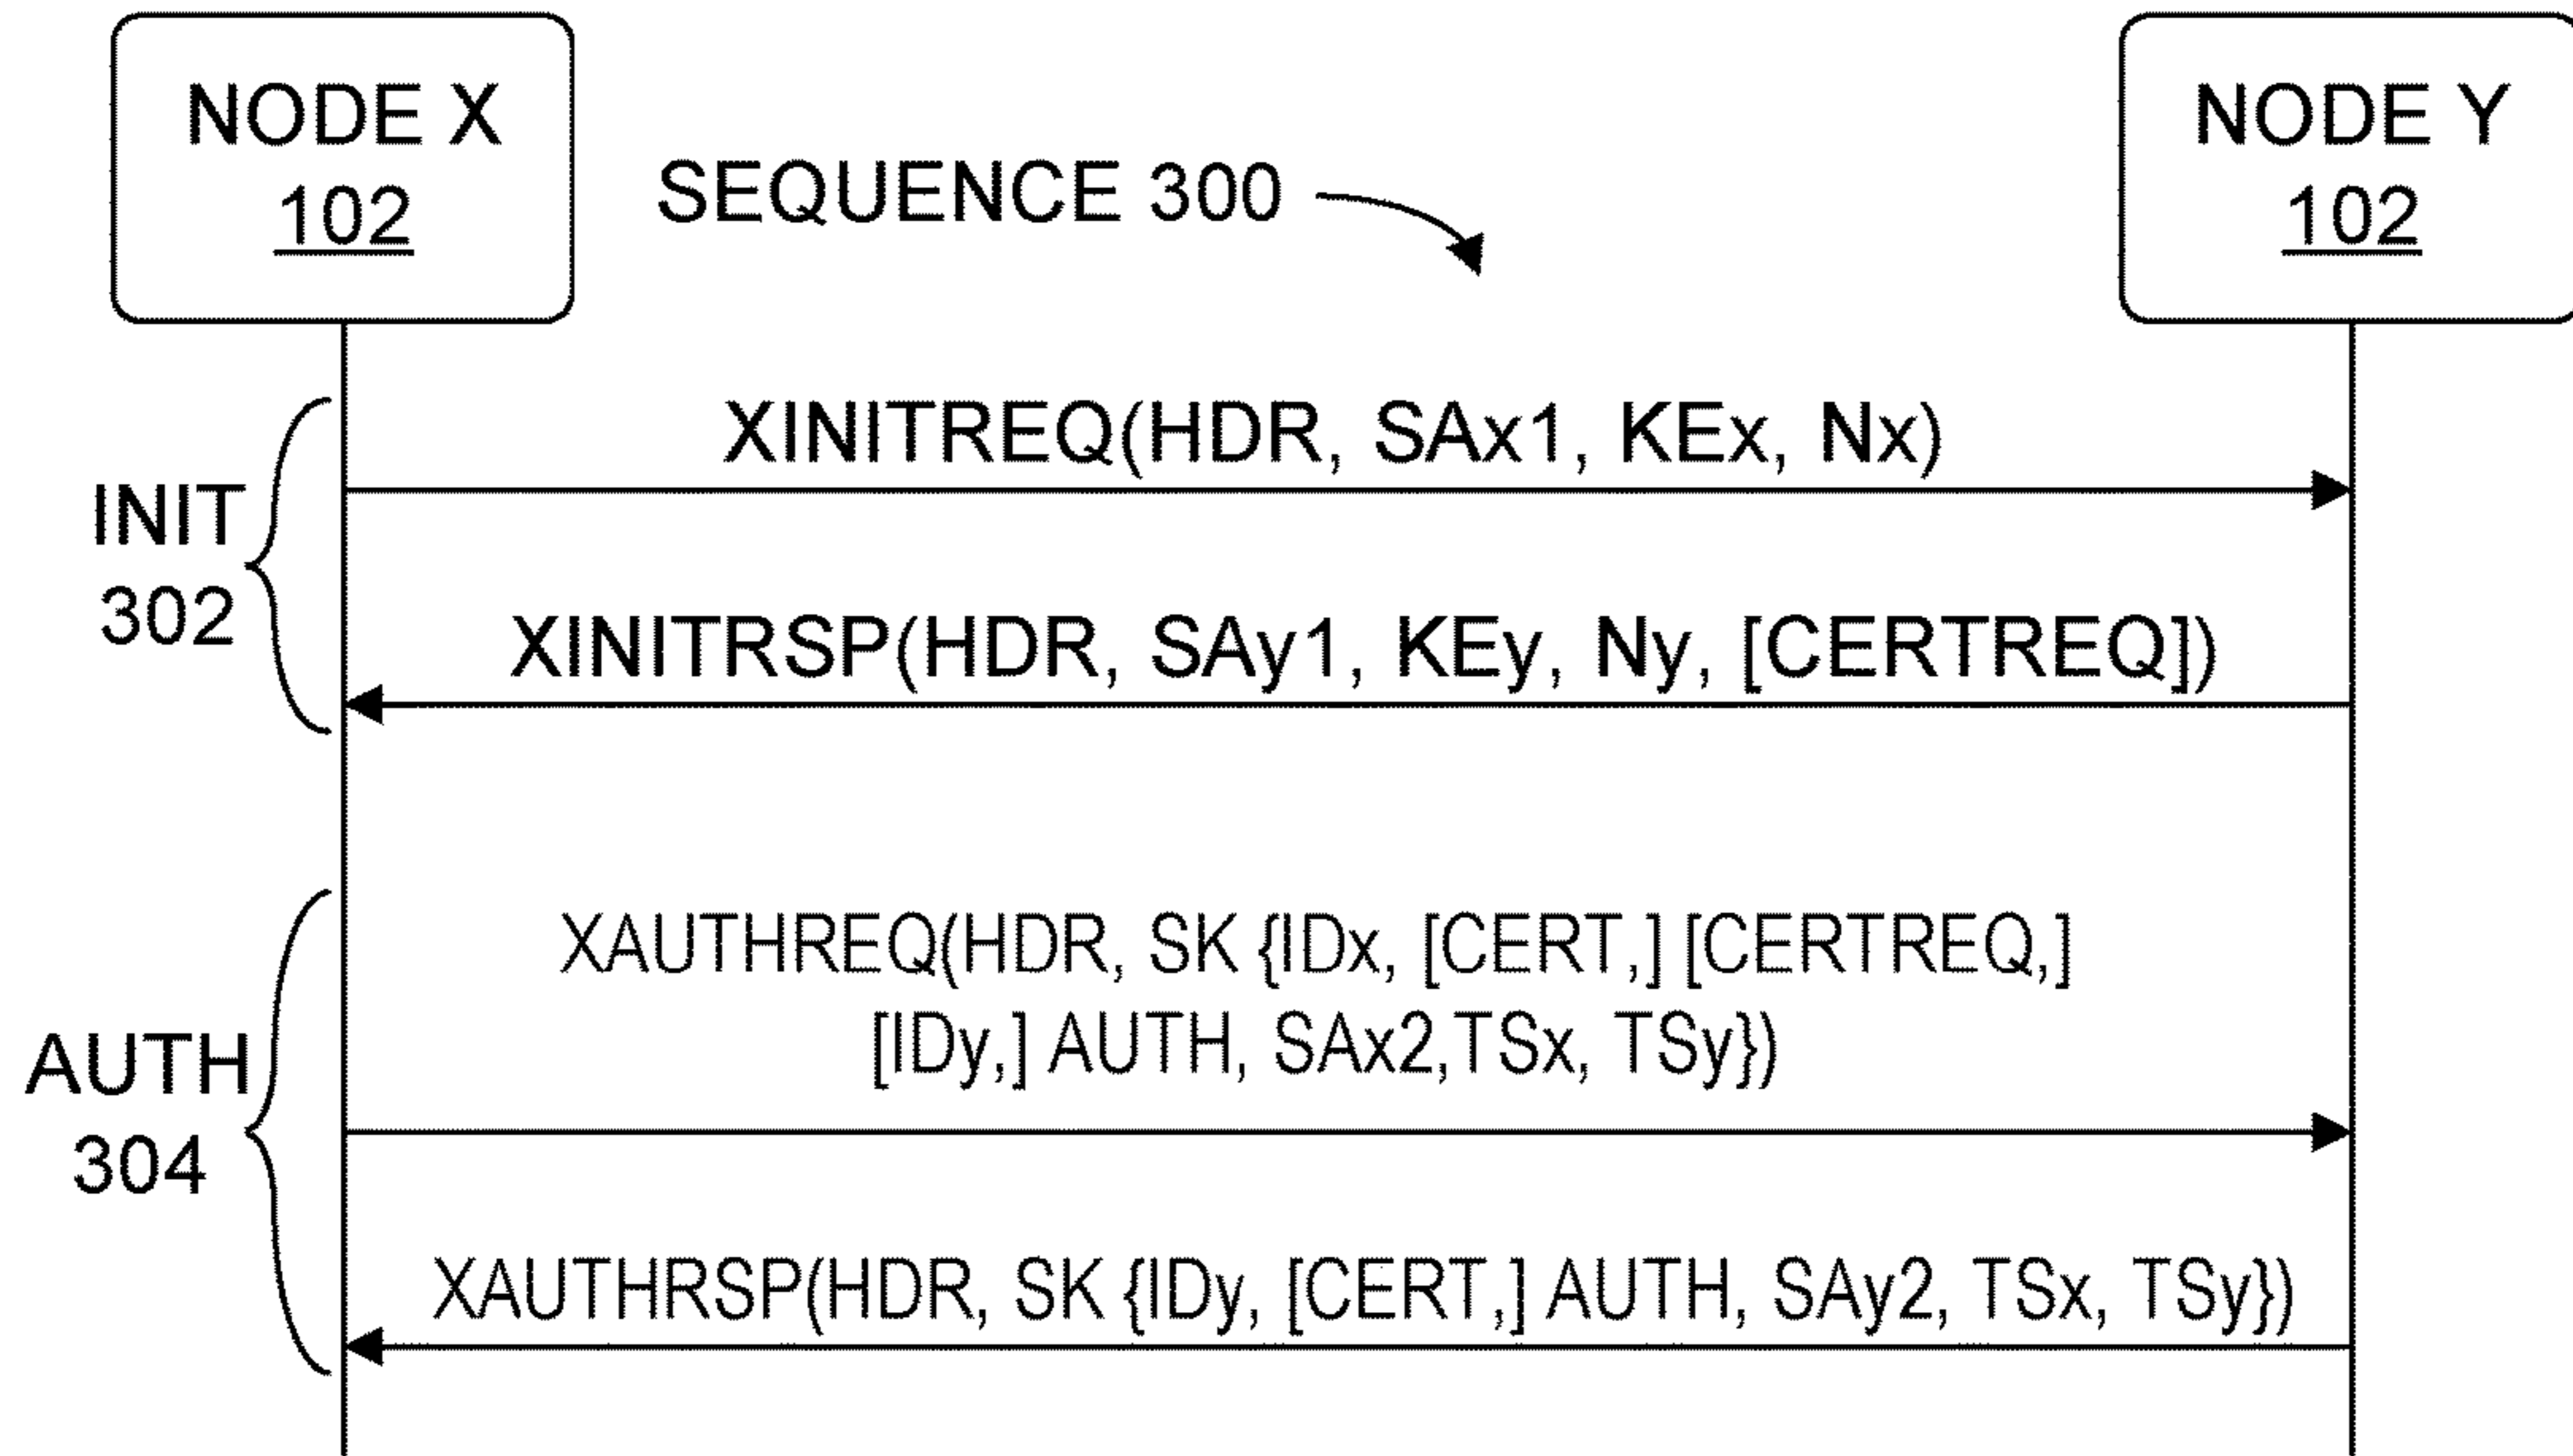 NODE X
102
NODE Y
102
SEQUENCE 300
INIT
302
XINITREQ(HDR, SAx1, KEx, Nx)
XINITRSP(HDR, SAy1, KEy, Ny, [CERTREQ])
AUTH
304
XAUTHREQ(HDR, SK {IDx, [CERT,] [CERTREQ,]
[IDy,] AUTH, SAx2,TSx, TSy})
XAUTHRSP(HDR, SK {IDy, [CERT,] AUTH, SAy2, TSx, TSy})